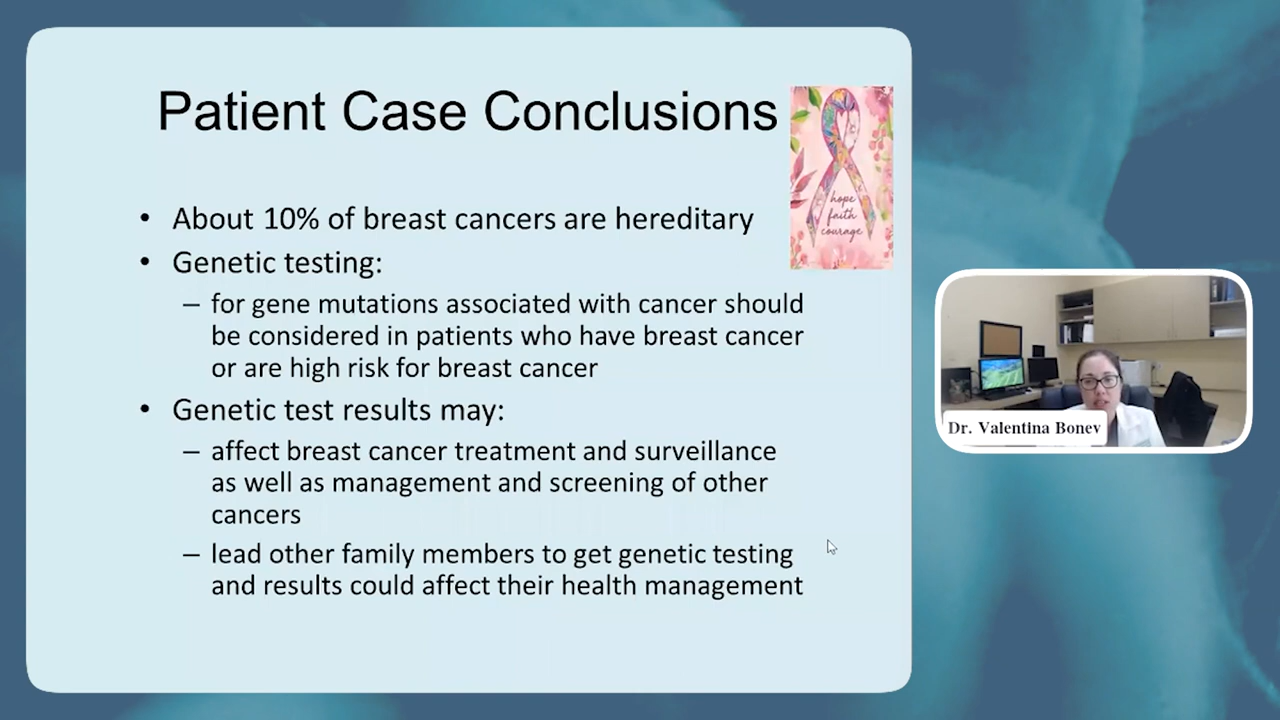 Patient Case Conclusions
hope
faith
courage
• About 10% of breast cancers are hereditary
• Genetic testing:
– for gene mutations associated with cancer should
be considered in patients who have breast cancer
or are high risk for breast cancer
• Genetic test results may:
– affect breast cancer treatment and surveillance
as well as management and screening of other
cancers
– lead other family members to get genetic testing
and results could affect their health management
Dr. Valentina Bonev